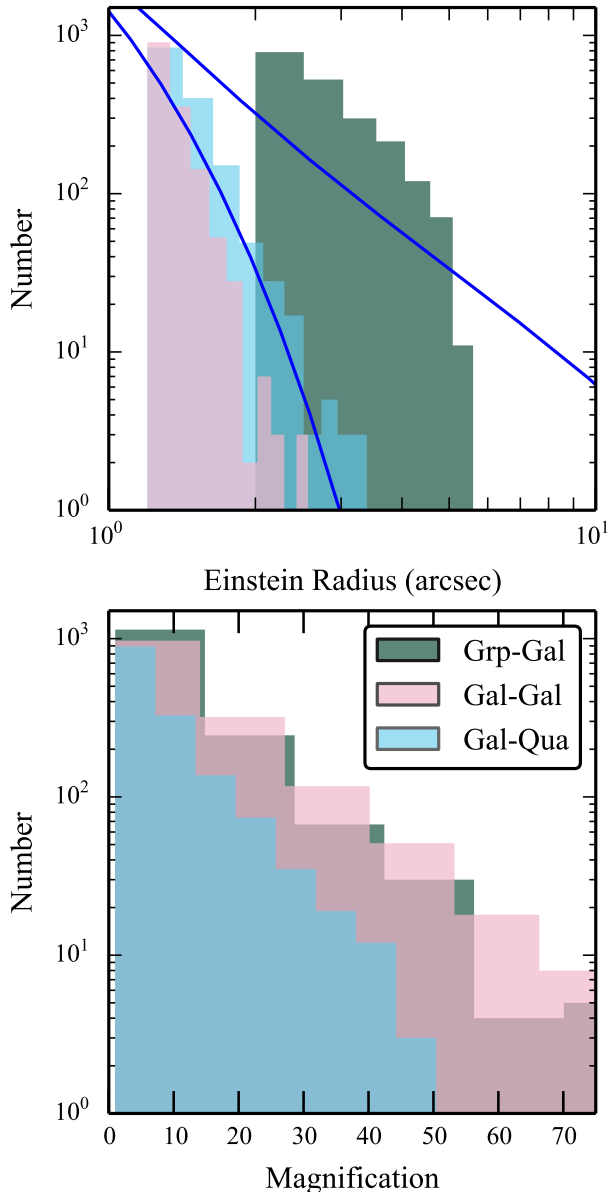 10³
10²
10¹
10⁰
Number
10⁰
10¹
Einstein Radius (arcsec)
10³
10²
10¹
10⁰
Number
Grp-Gal
Gal-Gal
Gal-Qua
0 10 20 30 40 50 60 70
Magnification